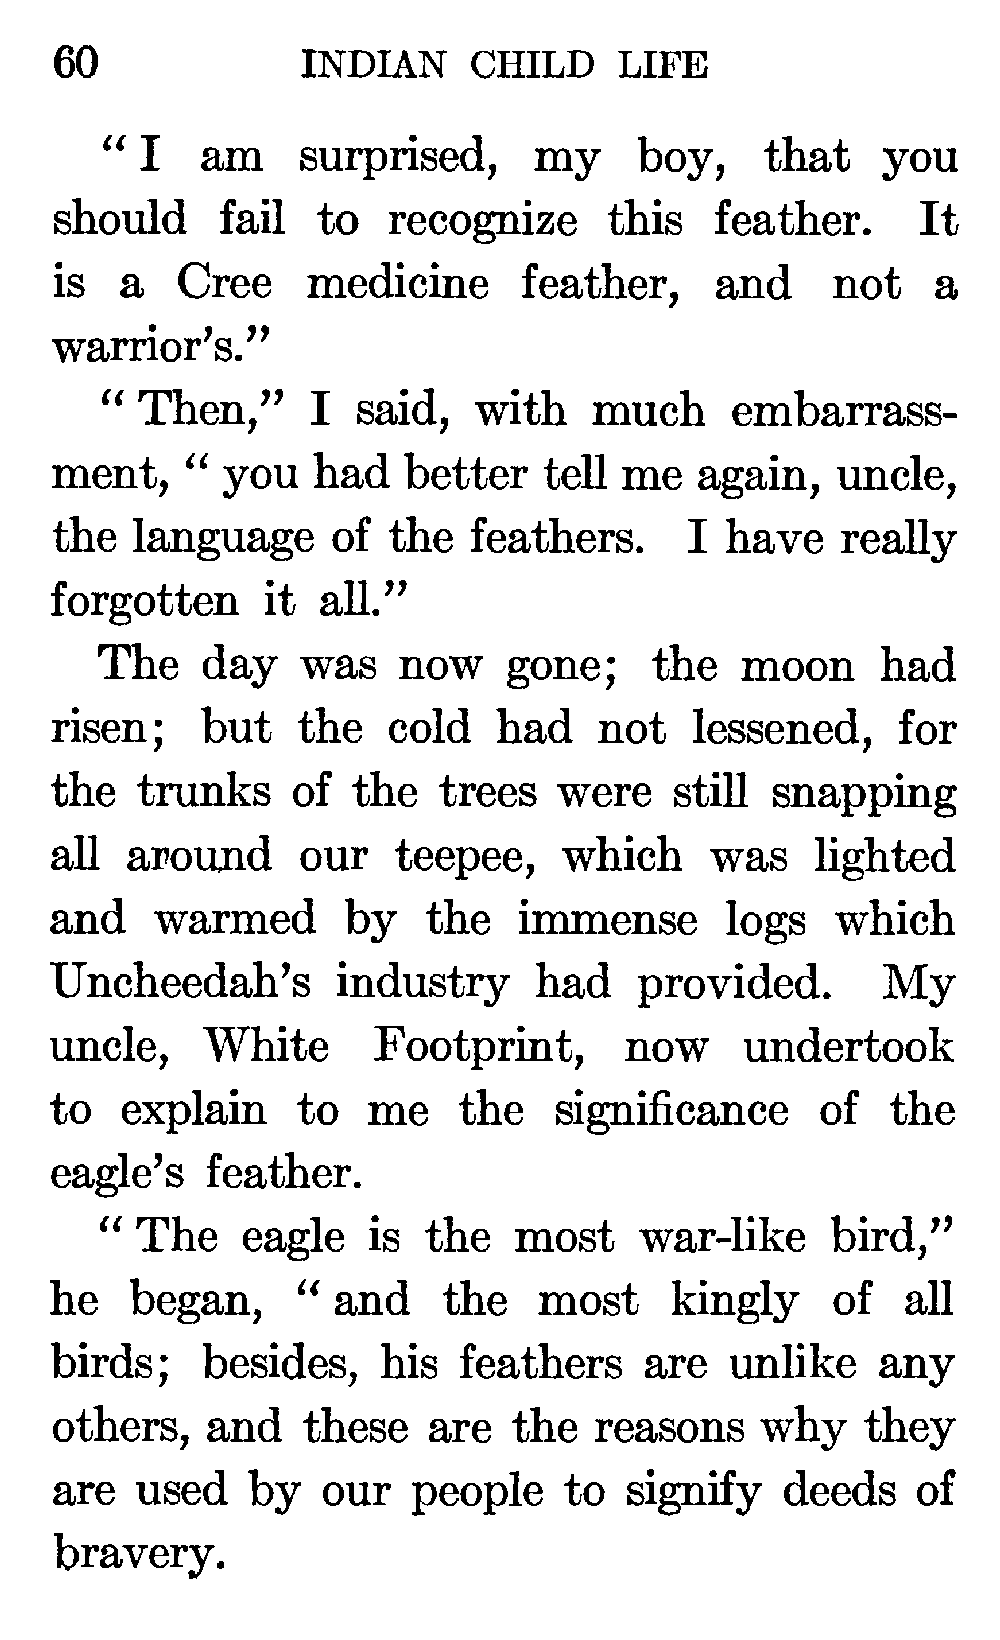 60 INDIAN CHILD LIFE
“ I am surprised, my boy, that you
should fail to recognize this feather. It
is a Cree medicine feather, and not a
warrior’s.”
“ Then,” I said, with much embarrass-
ment, “ you had better tell me again, uncle,
the language of the feathers. I have really
forgotten it all.”
The day was now gone; the moon had
risen; but the cold had not lessened, for
the trunks of the trees were still snapping
all around our teepee, which was lighted
and warmed by the immense logs which
Uncheedah’s industry had provided. My
uncle, White Footprint, now undertook
to explain to me the significance of the
eagle’s feather.
“ The eagle is the most war-like bird,”
he began, “ and the most kingly of all
birds; besides, his feathers are unlike any
others, and these are the reasons why they
are used by our people to signify deeds of
bravery.